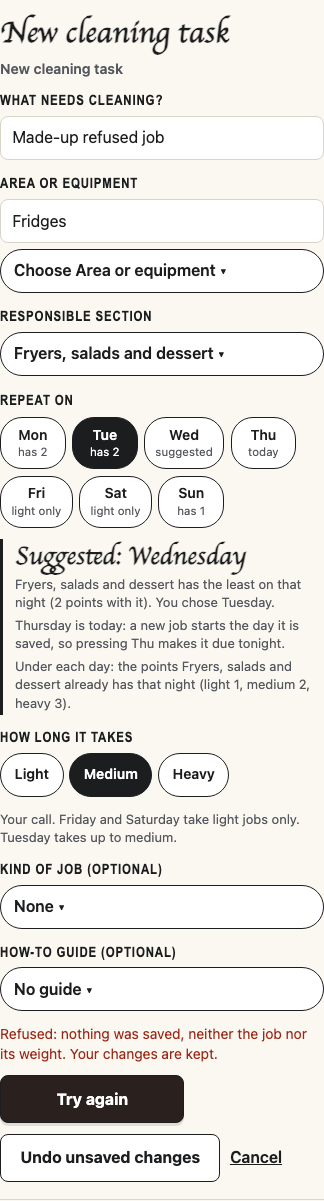 New cleaning task
New cleaning task
WHAT NEEDS CLEANING?
Made-up refused job
AREA OR EQUIPMENT
Fridges
Choose Area or equipment ▾
RESPONSIBLE SECTION
Fryers, salads and dessert ▾
REPEAT ON
Mon Tue Wed Thu
has 2 has 2 suggested today
Fri Sat Sun
light only light only has 1
Suggested: Wednesday
Fryers, salads and dessert has the least on that
night (2 points with it). You chose Tuesday.
Thursday is today: a new job starts the day it is
saved, so pressing Thu makes it due tonight.
Under each day: the points Fryers, salads and
dessert already has that night (light 1, medium 2,
heavy 3).
HOW LONG IT TAKES
Light Medium Heavy
Your call. Friday and Saturday take light jobs only.
Tuesday takes up to medium.
KIND OF JOB (OPTIONAL)
None ▾
HOW-TO GUIDE (OPTIONAL)
No guide ▾
Refused: nothing was saved, neither the job nor
its weight. Your changes are kept.
Try again
Undo unsaved changes Cancel